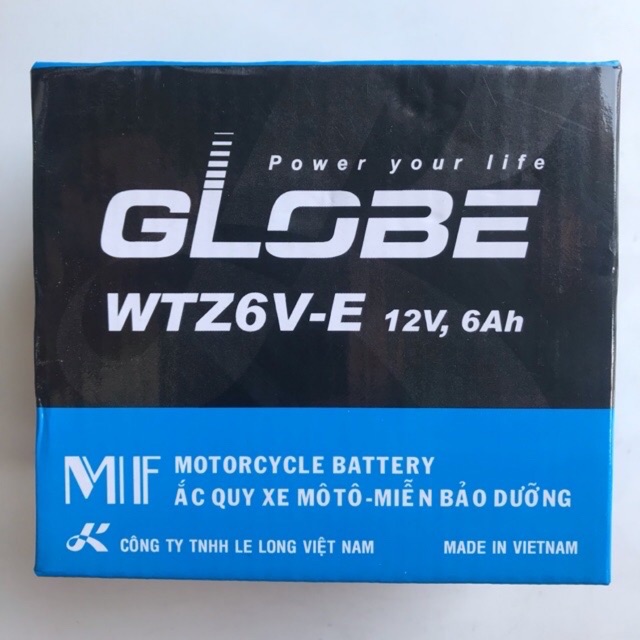 Power your life
GLOBE
WTZ6V-E 12V, 6Ah
MF MOTORCYCLE BATTERY
ẮC QUY XE MÔTÔ-MIỄN BẢO DƯỠNG
CÔNG TY TNHH LE LONG VIỆT NAM MADE IN VIETNAM